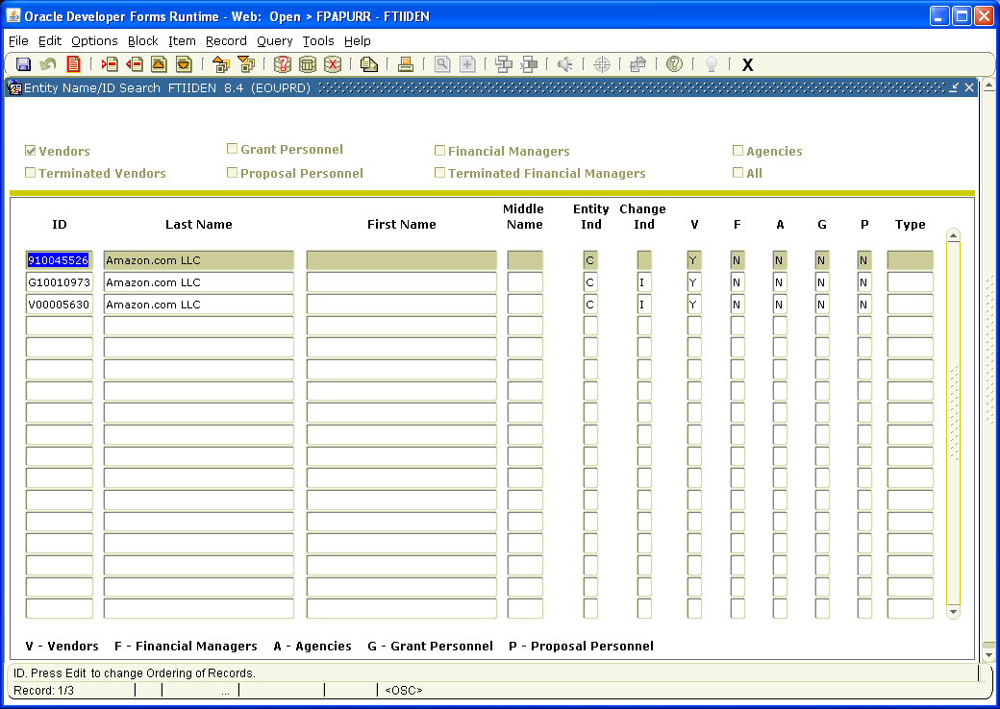 Oracle Developer Forms Runtime - Web: Open > FPAPURR - FTIIDEN
File Edit Options Block Item Record Query Tools Help
X
Entity Name/ID Search FTIIDEN 8.4 (EOUPRD)
Vendors Grant Personnel Financial Managers Agencies
Terminated Vendors Proposal Personnel Terminated Financial Managers All
Middle Entity Change
ID Last Name First Name Name Ind Ind V F A G P Type
910045526 Amazon.com LLC C Y N N N N
G10010973 Amazon.com LLC C I Y N N N N
V00005630 Amazon.com LLC C I Y N N N N
V - Vendors F - Financial Managers A - Agencies G - Grant Personnel P - Proposal Personnel
ID. Press Edit to change Ordering of Records.
Record: 1/3 ... <OSC>